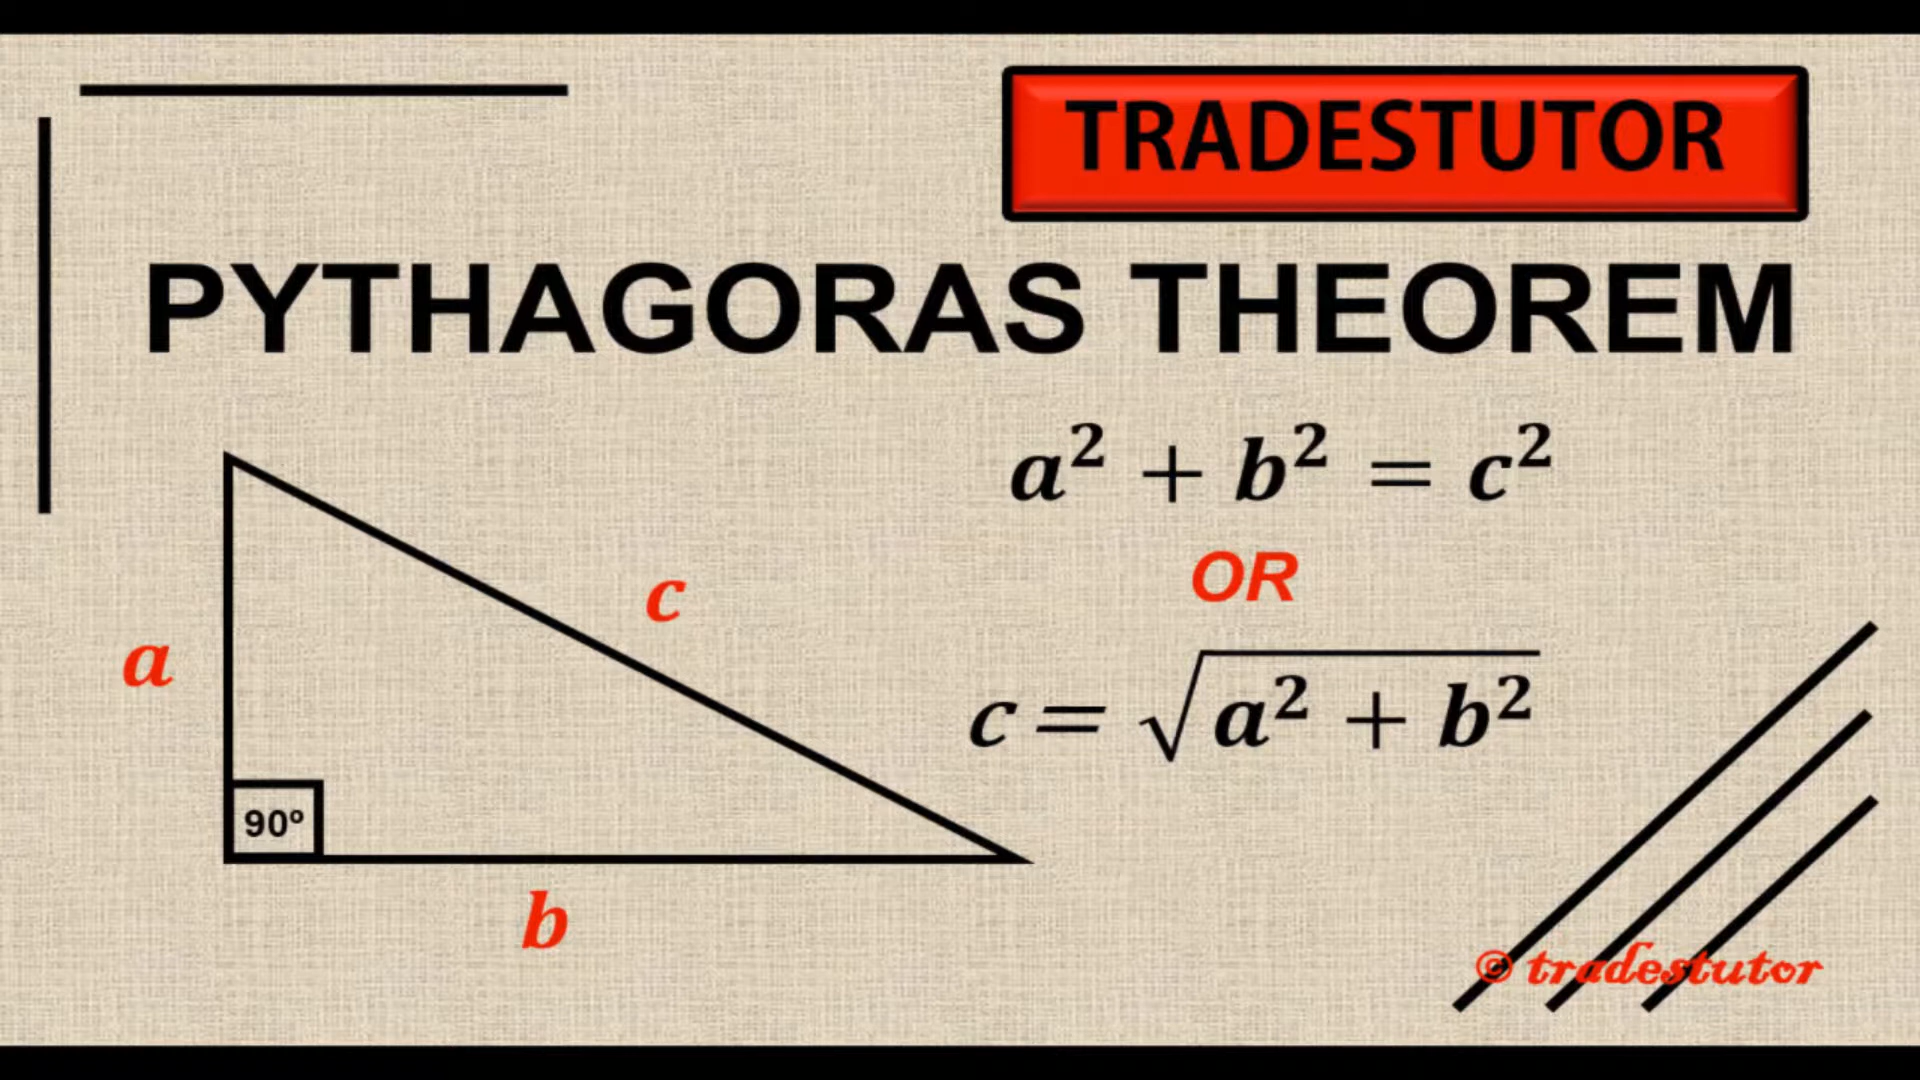 TRADESTUTOR
PYTHAGORAS THEOREM
a² + b² = c²
OR
c = √a² + b²
c
a
90º
b
© tradestutor